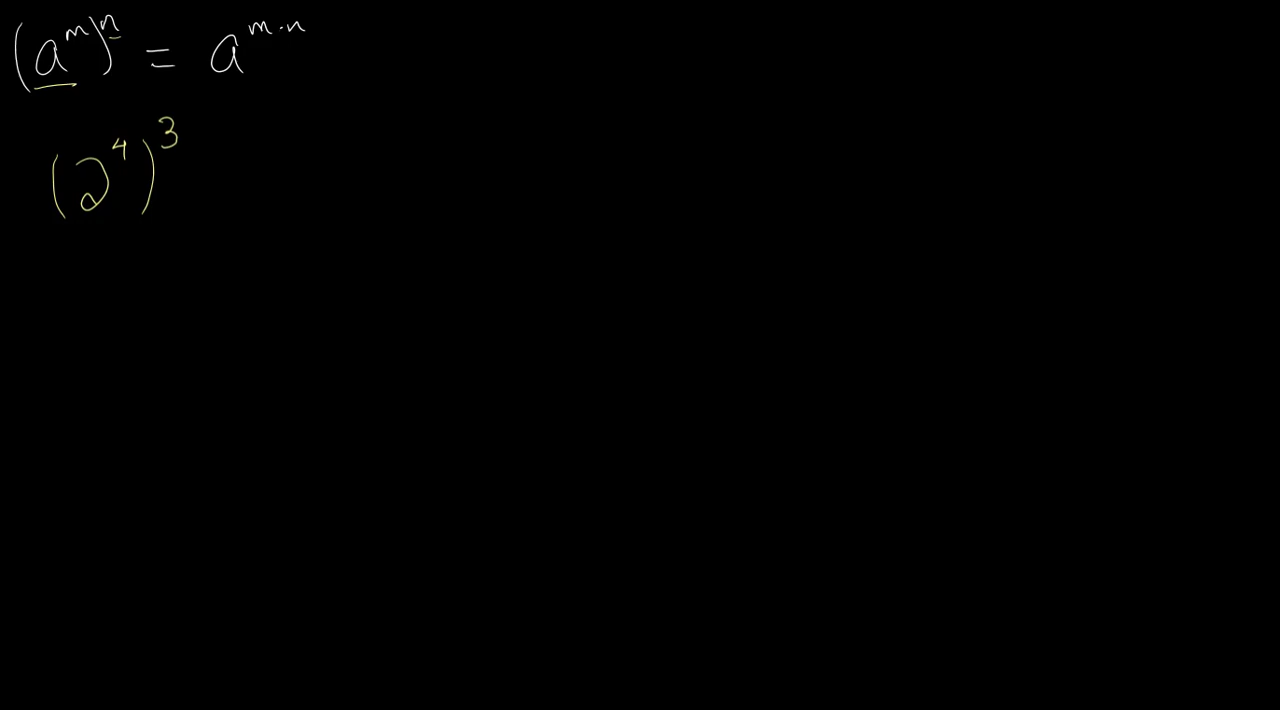 (a^m)^n = a^{m·n}
(2^4)^3